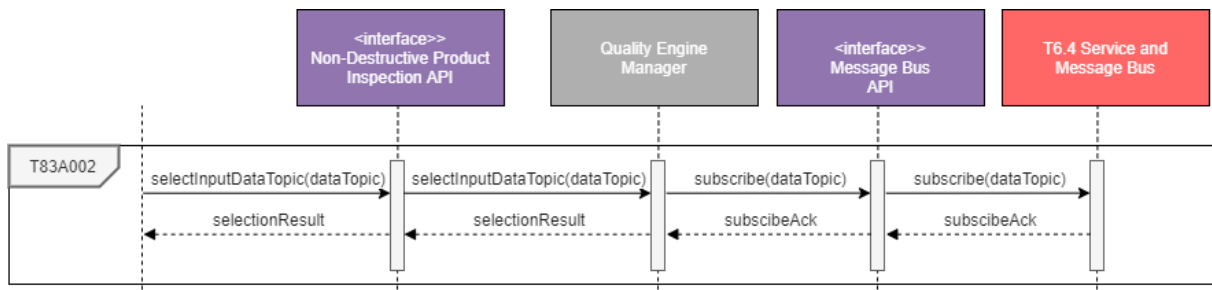 <interface>>
Non-Destructive Product
Inspection API
Quality Engine
Manager
<interface>>
Message Bus
API
T6.4 Service and
Message Bus
T83A002
selectInputDataTopic(dataTopic)
selectInputDataTopic(dataTopic)
subscribe(dataTopic)
subscribe(dataTopic)
selectionResult
selectionResult
subscibeAck
subscibeAck